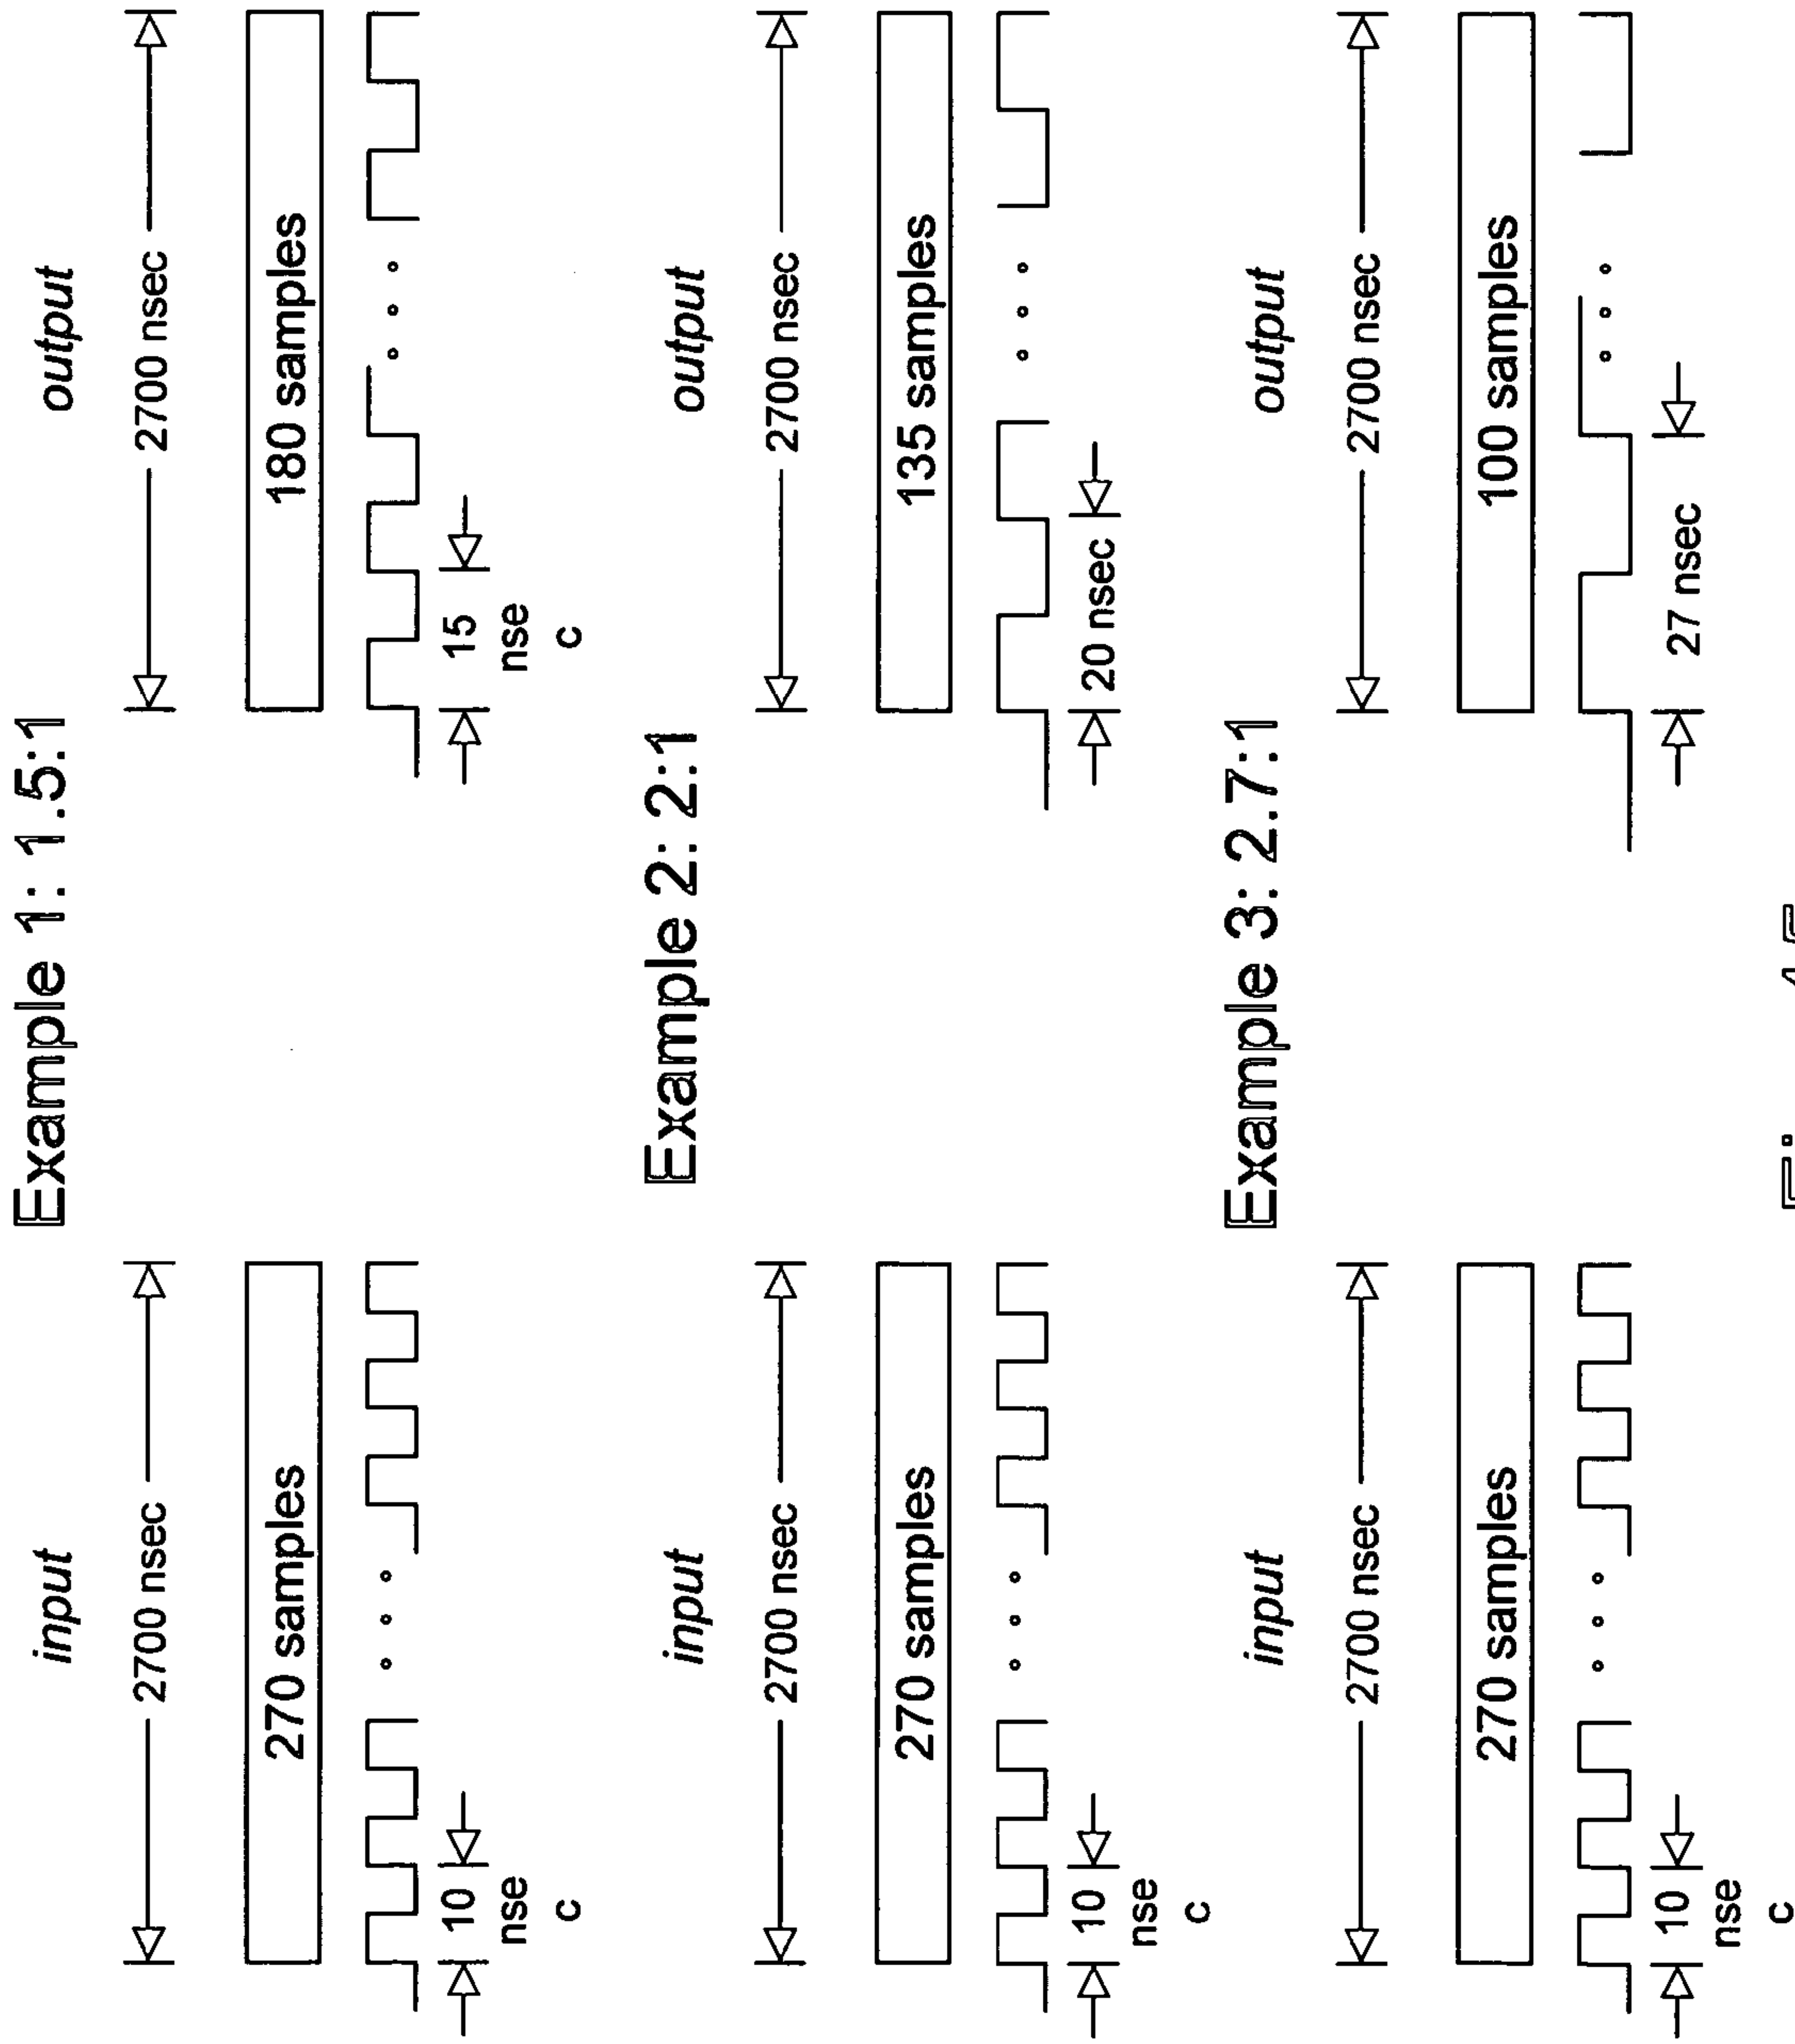 Example 1: 1.5:1
input
output
2700 nsec
2700 nsec
270 samples
180 samples
10
nse
c
15
nse
c
Example 2: 2:1
input
output
2700 nsec
2700 nsec
270 samples
135 samples
10
nse
c
20 nsec
Example 3: 2.7:1
input
output
2700 nsec
2700 nsec
270 samples
100 samples
10
nse
c
27 nsec